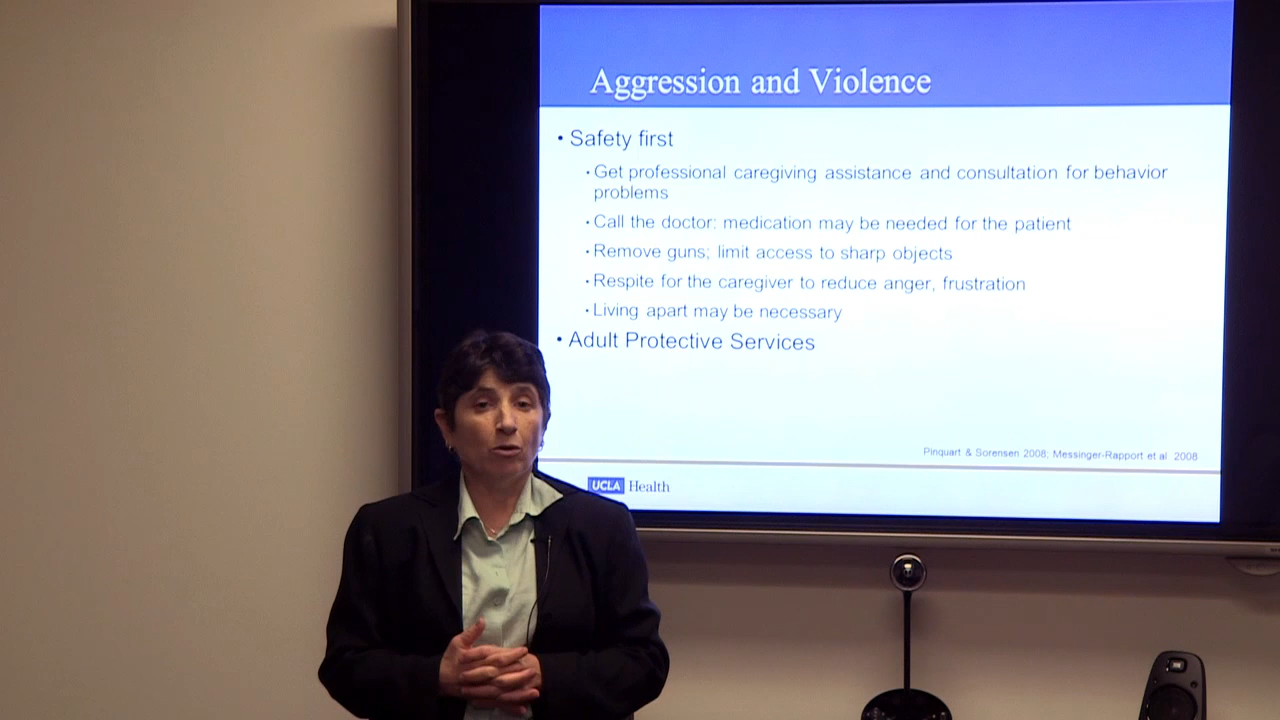 Aggression and Violence
• Safety first
• Get professional caregiving assistance and consultation for behavior
problems
• Call the doctor: medication may be needed for the patient
• Remove guns; limit access to sharp objects
• Respite for the caregiver to reduce anger, frustration
• Living apart may be necessary
• Adult Protective Services
Pinquart & Sorensen 2008; Messinger-Rapport et al 2008
UCLA Health